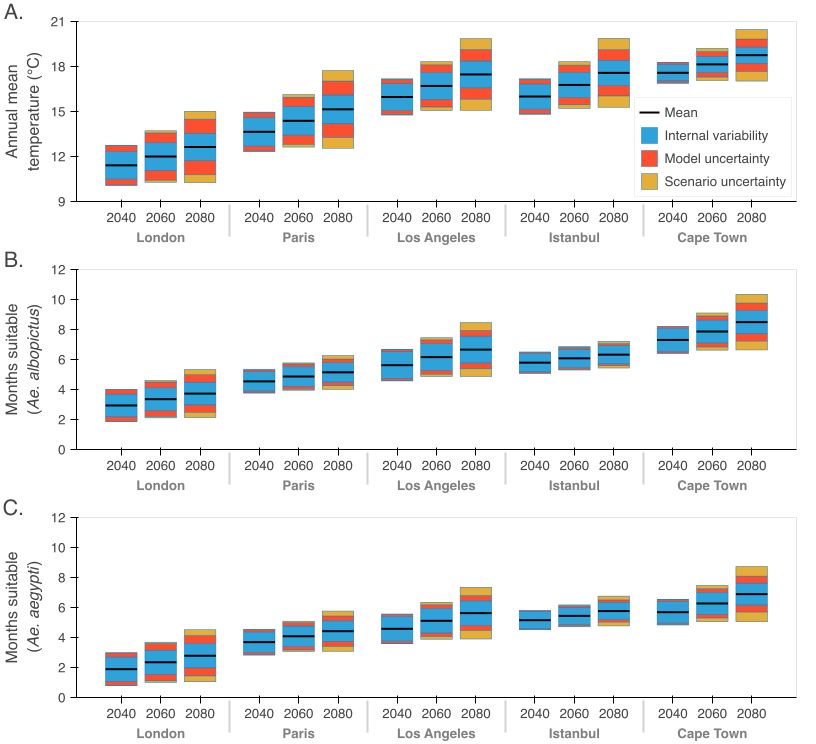 A.
Annual mean
temperature (°C)
21
18
15
12
9
Mean
Internal variability
Model uncertainty
Scenario uncertainty
2040 2060 2080 2040 2060 2080 2040 2060 2080 2040 2060 2080 2040 2060 2080
London Paris Los Angeles Istanbul Cape Town
B.
Months suitable
(Ae. albopictus)
12
10
8
6
4
2
0
2040 2060 2080 2040 2060 2080 2040 2060 2080 2040 2060 2080 2040 2060 2080
London Paris Los Angeles Istanbul Cape Town
C.
Months suitable
(Ae. aegypti)
12
10
8
6
4
2
0
2040 2060 2080 2040 2060 2080 2040 2060 2080 2040 2060 2080 2040 2060 2080
London Paris Los Angeles Istanbul Cape Town